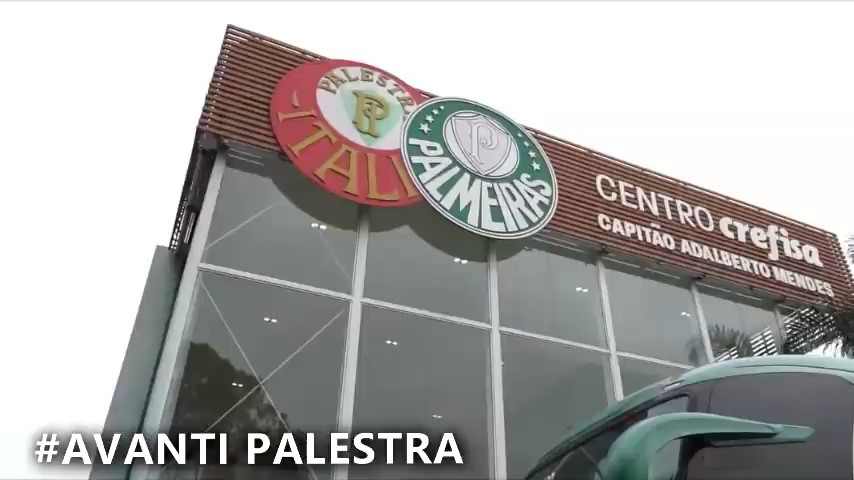 PALESTRA
ITALIA
PALMEIRAS
CENTRO crefisa
CAPITÃO ADALBERTO MENDES
#AVANTI PALESTRA